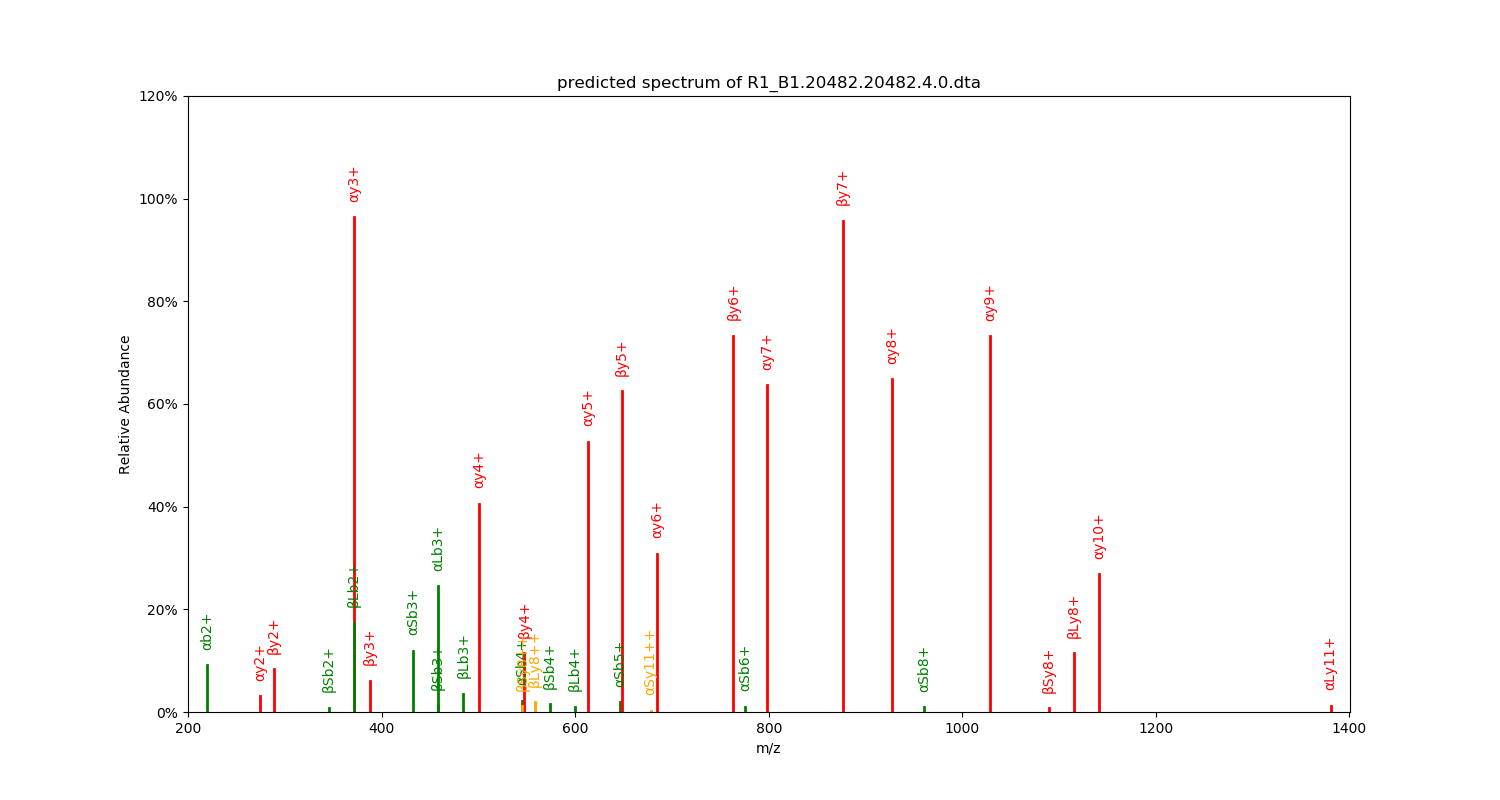 predicted spectrum of R1_B1.20482.20482.4.0.dta
120%
100%
80%
60%
40%
20%
0%
Relative Abundance
200
400
600
800
1000
1200
1400
m/z
αb2+
αy2+
βy2+
βSb2+
αy3+
βLb2+
βy3+
αSb3+
αLb3+
βSb3+
βLb3+
αy4+
αSb4+
βy4+
βLy8++
βSb4+
βLb4+
αy5+
αSb5+
βy5+
αSy11++
αy6+
βy6+
αSb6+
αy7+
βy7+
αy8+
αSb8+
αy9+
βSy8+
βLy8+
αy10+
αLy11+